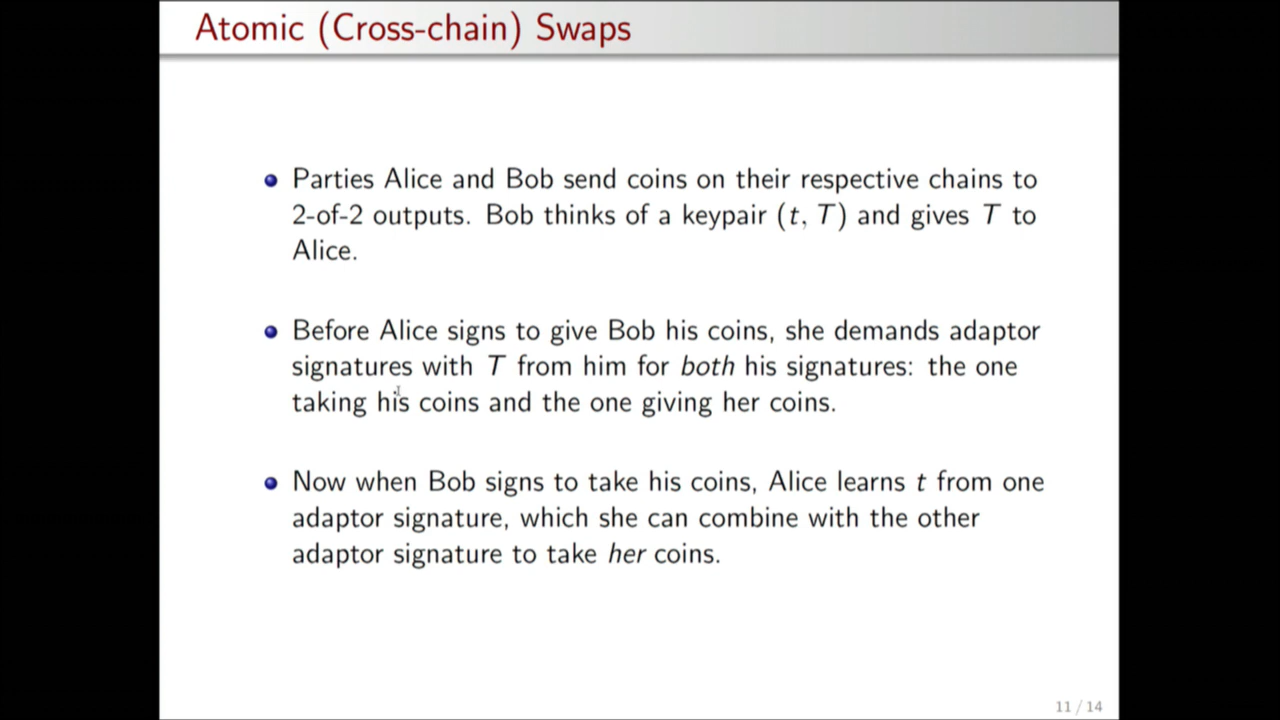 Atomic (Cross-chain) Swaps
Parties Alice and Bob send coins on their respective chains to
2-of-2 outputs. Bob thinks of a keypair (t, T) and gives T to
Alice.
Before Alice signs to give Bob his coins, she demands adaptor
signatures with T from him for both his signatures: the one
taking his coins and the one giving her coins.
Now when Bob signs to take his coins, Alice learns t from one
adaptor signature, which she can combine with the other
adaptor signature to take her coins.
11 / 14